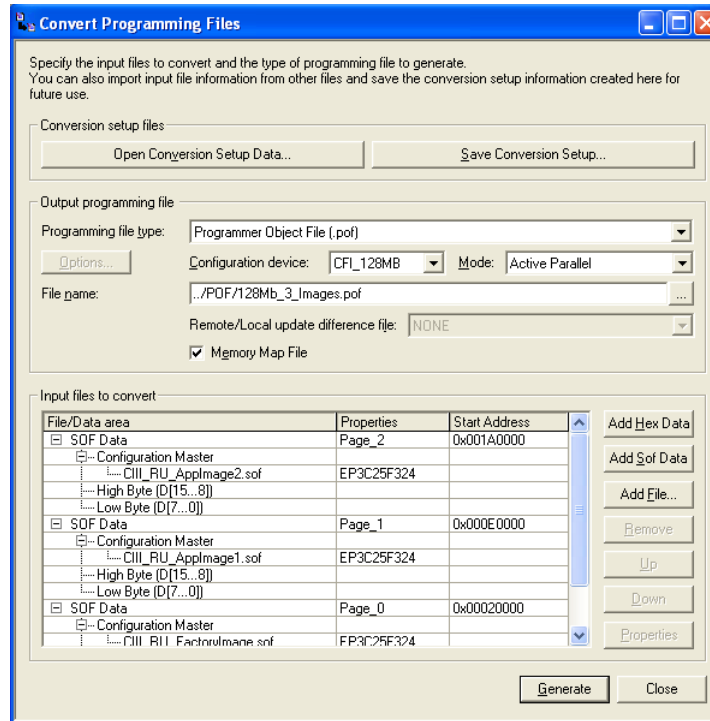 Convert Programming Files
Specify the input files to convert and the type of programming file to generate.
You can also import input file information from other files and save the conversion setup information created here for
future use.
Conversion setup files
Open Conversion Setup Data...
Save Conversion Setup...
Output programming file
Programming file type: Programmer Object File (.pof)
Options... Configuration device: CFI_128MB Mode: Active Parallel
File name: ../POF/128Mb_3_Images.pof ...
Remote/Local update difference file: NONE
Memory Map File
Input files to convert
File/Data area Properties Start Address
SOF Data Page_2 0x001A0000
Configuration Master
CIII_RU_AppImage2.sof EP3C25F324
High Byte (D[15...8])
Low Byte (D[7...0])
SOF Data Page_1 0x000E0000
Configuration Master
CIII_RU_AppImage1.sof EP3C25F324
High Byte (D[15...8])
Low Byte (D[7...0])
SOF Data Page_0 0x00020000
Configuration Master
CIII_RU_FactoryImage.sof EP3C25F324
Add Hex Data
Add Sof Data
Add File...
Remove
Up
Down
Properties
Generate Close